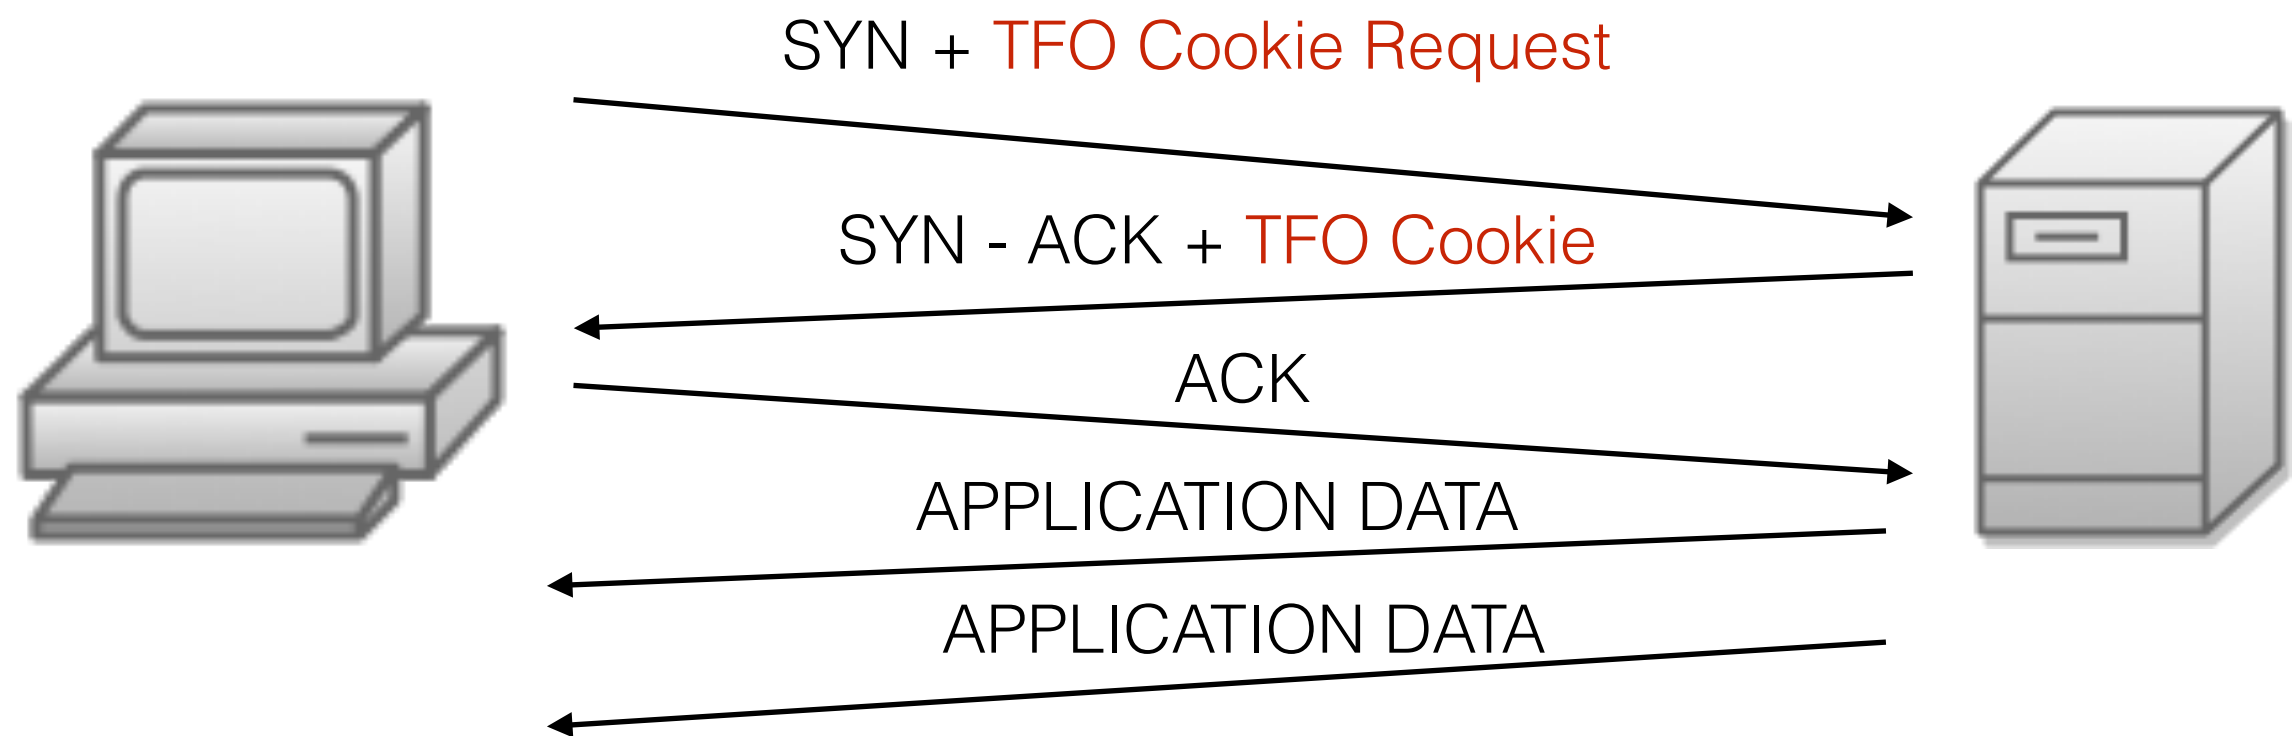 SYN + TFO Cookie Request
SYN - ACK + TFO Cookie
ACK
APPLICATION DATA
APPLICATION DATA